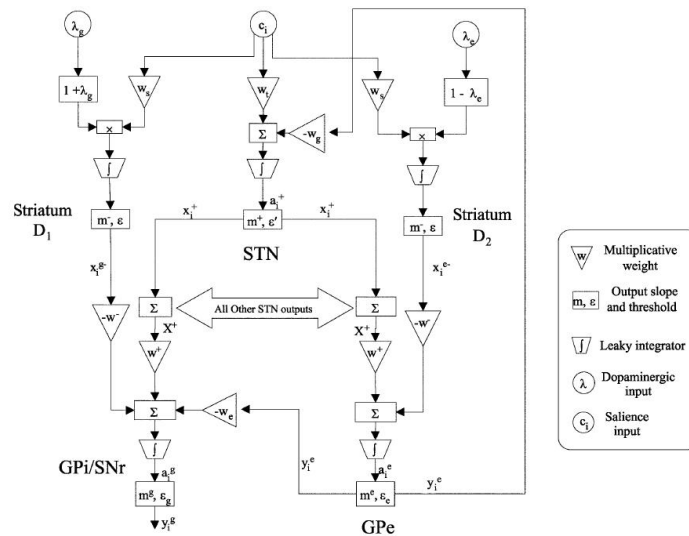 λg
ci
λe
1 +λg
ws
wt
ws
1 - λe
×
Σ
-wg
×
∫
∫
∫
ai+
Striatum
D1
m-, ε
xi+
m+, ε'
xi+
m-, ε
Striatum
D2
STN
xig-
xie-
Σ
All Other STN outputs
Σ
-w-
X+
X+
-w-
w+
w+
Σ
-we
Σ
∫
∫
GPi/SNr
aig
yie
aie
yie
mg, εg
me, εe
yig
GPe
w
Multiplicative
weight
m, ε
Output slope
and threshold
∫
Leaky integrator
λ
Dopaminergic
input
ci
Salience
input